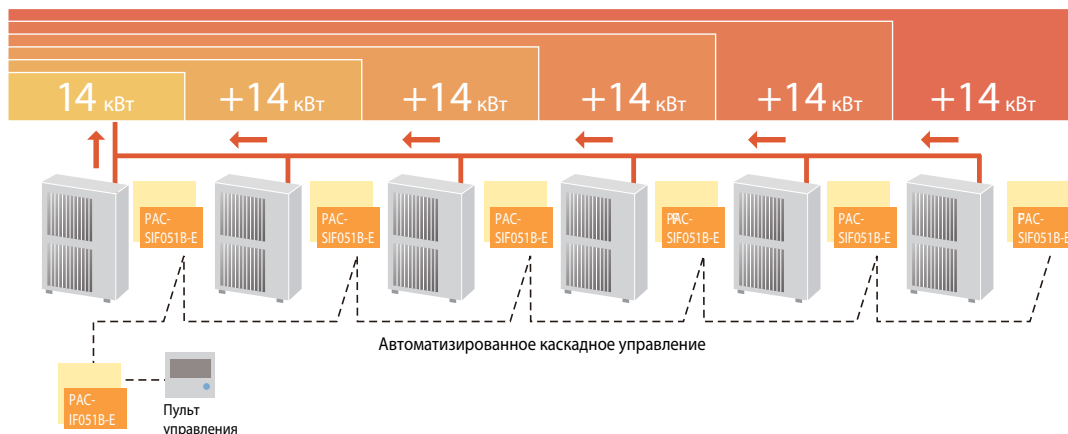 14 кВт +14 кВт +14 кВт +14 кВт +14 кВт +14 кВт
PAC-
SIF051B-E
PAC-
SIF051B-E
PAC-
SIF051B-E
PAC-
SIF051B-E
PAC-
SIF051B-E
PAC-
SIF051B-E
Автоматизированное каскадное управление
PAC-
IF051B-E
Пульт
управления